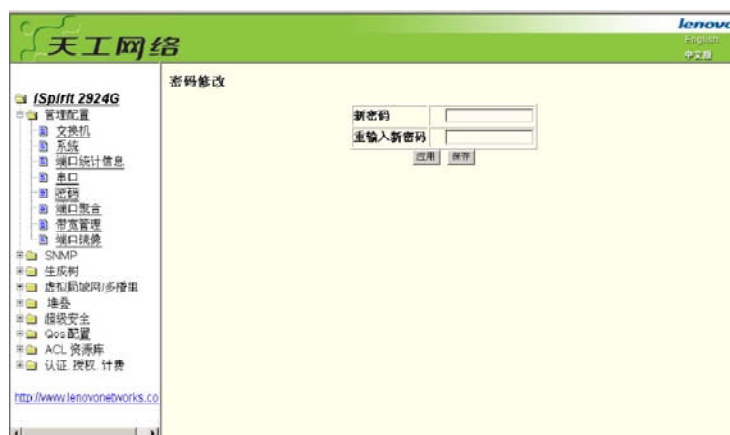 天工网络
lenovo
English
中文版
iSpirit 2924G
管理配置
交换机
系统
端口统计信息
串口
密码
端口聚合
带宽管理
端口镜像
SNMP
生成树
虚拟局域网/多播组
堆叠
超级安全
Qos 配置
ACL 资源库
认证 授权 计费
http://www.lenovonetworks.co
密码修改
新密码
重输入新密码
应用 保存